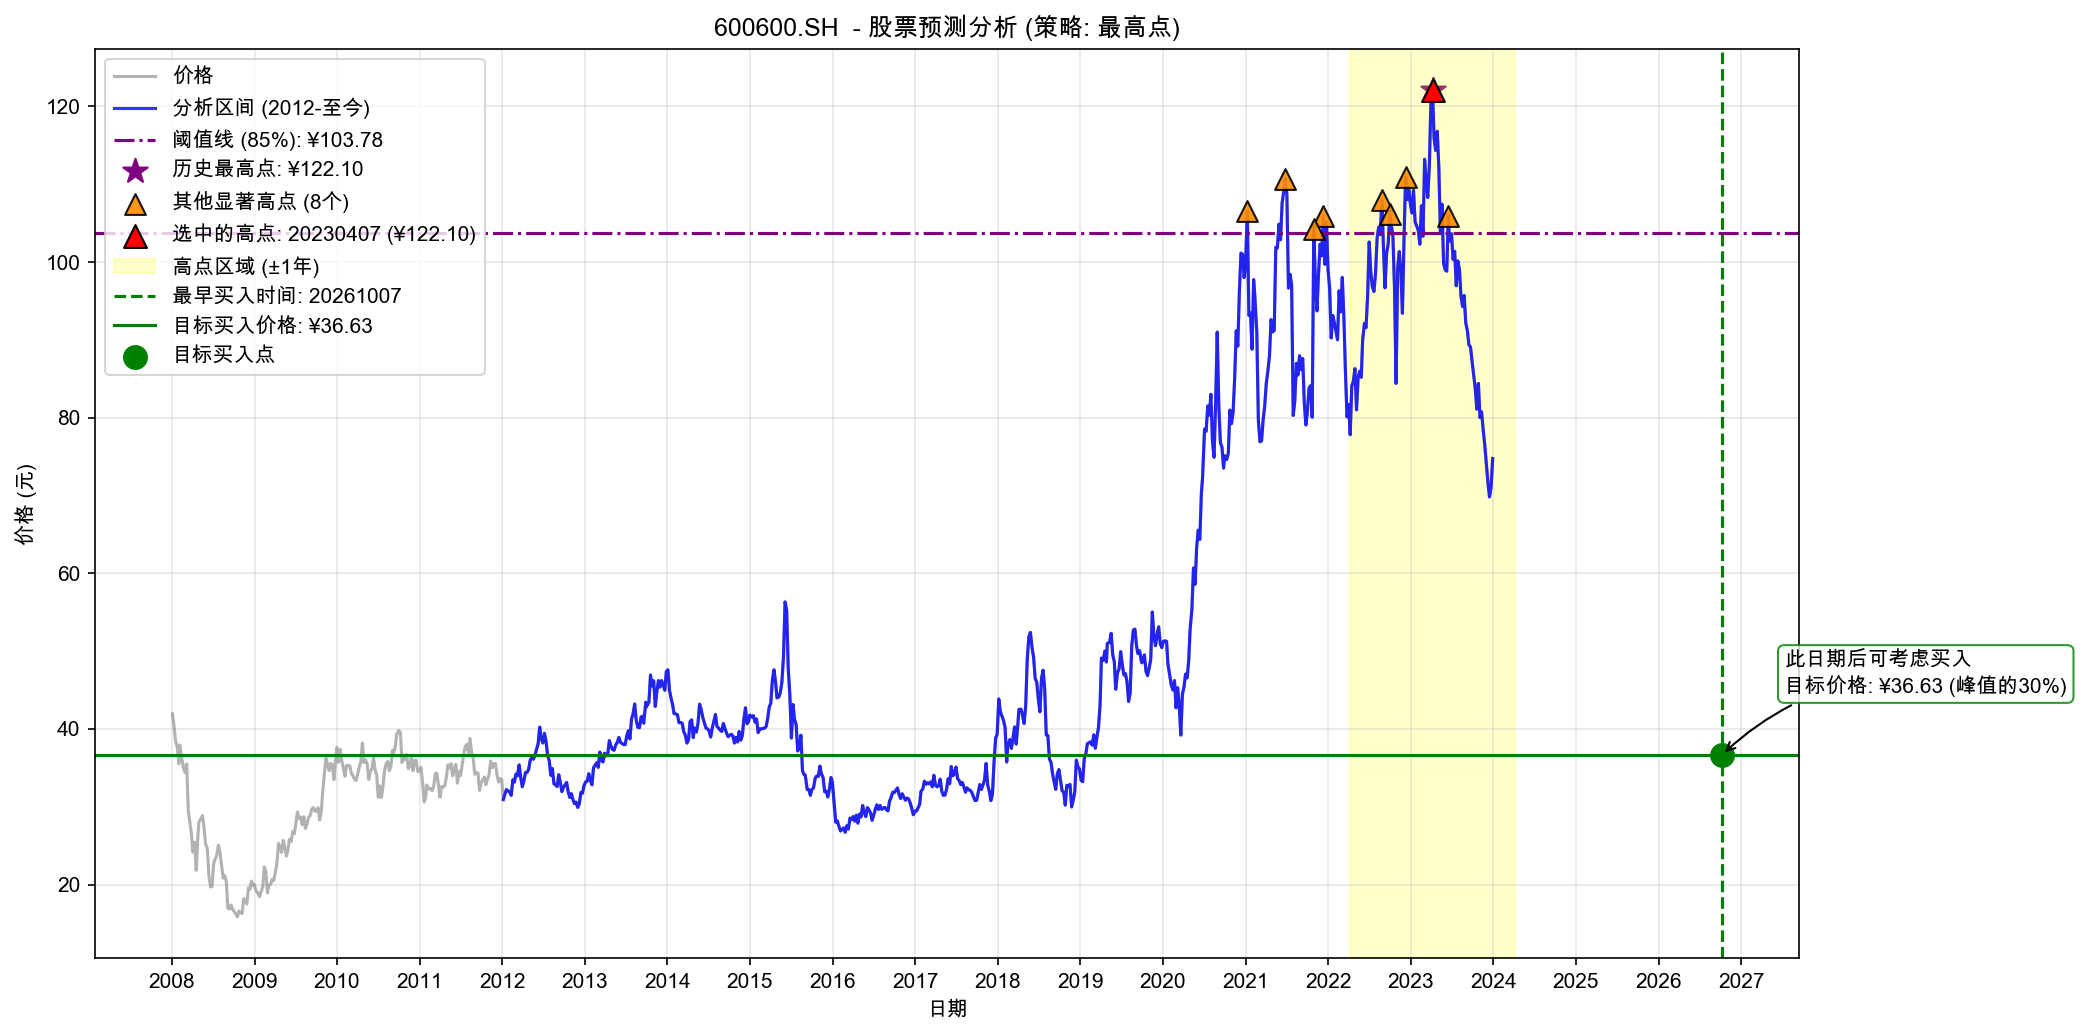 600600.SH - 股票预测分析 (策略: 最高点)
价格
分析区间 (2012-至今)
阈值线 (85%): ¥103.78
历史最高点: ¥122.10
其他显著高点 (8个)
选中的高点: 20230407 (¥122.10)
高点区域 (±1年)
最早买入时间: 20261007
目标买入价格: ¥36.63
目标买入点
120
100
80
60
40
20
价格 (元)
此日期后可考虑买入
目标价格: ¥36.63 (峰值的30%)
2008 2009 2010 2011 2012 2013 2014 2015 2016 2017 2018 2019 2020 2021 2022 2023 2024 2025 2026 2027
日期